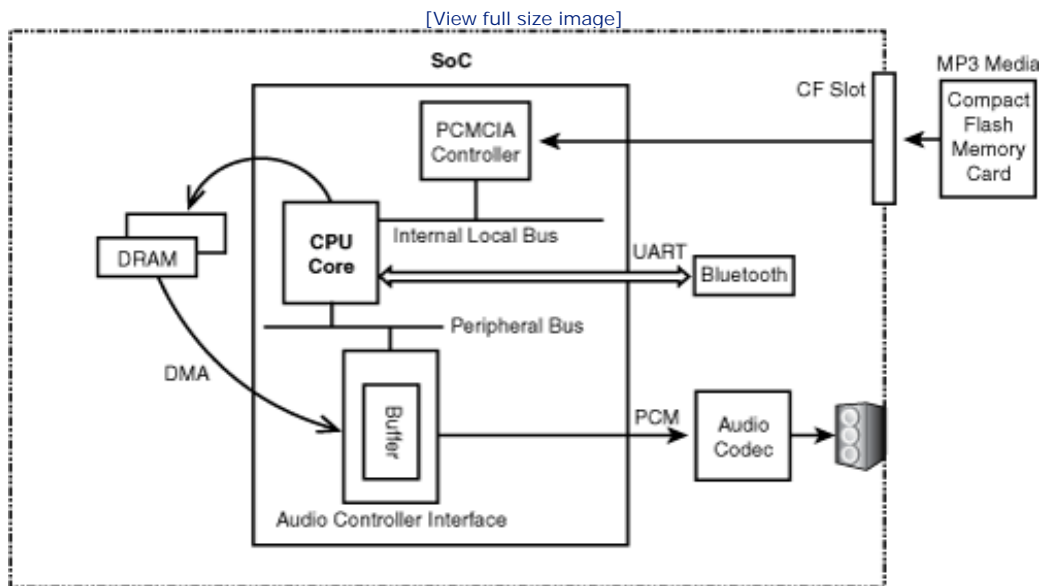 [View full size image]
SoC
MP3 Media
CF Slot
Compact
Flash
Memory
Card
PCMCIA
Controller
Internal Local Bus
CPU
Core
DRAM
UART
Bluetooth
Peripheral Bus
DMA
Buffer
PCM
Audio
Codec
Audio Controller Interface